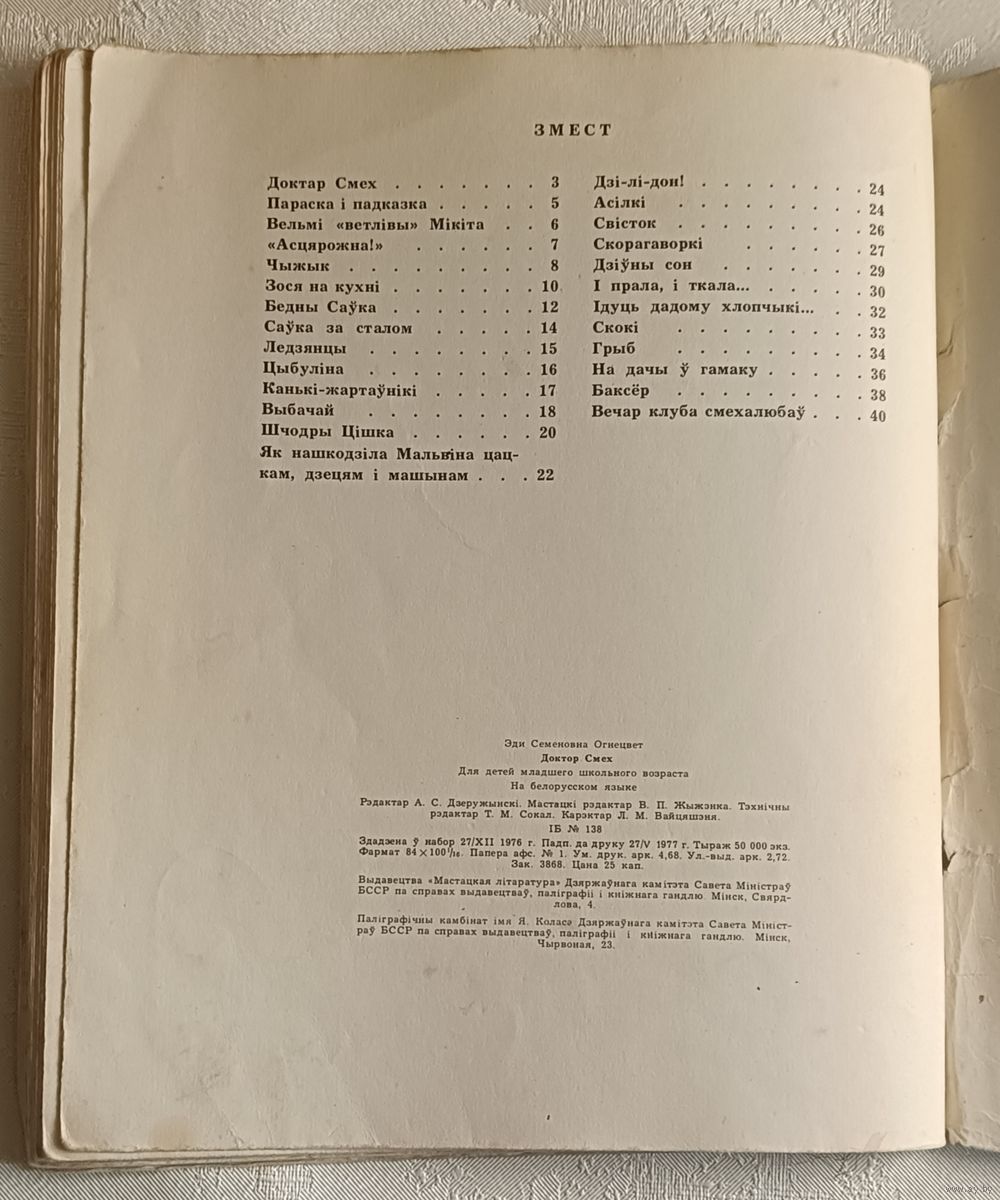 ЗМЕСТ
Доктар Смех . . . . . . . 3
Параска і падказка . . . . . 5
Вельмі «ветлівы» Мікіта . . 6
«Асцярожна!» . . . . . . 7
Чыжык . . . . . . . . . 8
Зося на кухні . . . . . . . 10
Бедны Саўка . . . . . . . 12
Саўка за сталом . . . . . 14
Ледзянцы . . . . . . . . 15
Цыбуліна . . . . . . . . 16
Канькі-жартаўнікі . . . . . 17
Выбачай . . . . . . . . 18
Шчодры Цішка . . . . . . 20
Як нашкодзіла Мальвіна цац-
кам, дзецям і машынам . . . 22
Дзі-лі-дон! . . . . . . . . 24
Асілкі . . . . . . . . . 24
Свісток . . . . . . . . . 26
Скорагаворкі . . . . . . 27
Дзіўны сон . . . . . . . 29
І прала, і ткала... . . . . . 30
Ідуць дадому хлопчыкі... . . 32
Скокі . . . . . . . . . 33
Грыб . . . . . . . . . 34
На дачы ў гамаку . . . . . 36
Баксёр . . . . . . . . . 38
Вечар клуба смехалюбаў . . . 40
Эди Семеновна Огнецвет
Доктор Смех
Для детей младшего школьного возраста
На белорусском языке
Рэдактар А. С. Дзеружынскі. Мастацкі рэдактар В. П. Жыжэнка. Тэхнічны
рэдактар Т. М. Сокал. Карэктар Л. М. Вайцяшэня.
ІБ № 138
Здадзена ў набор 27/XII 1976 г. Падп. да друку 27/V 1977 г. Тыраж 50 000 экз.
Фармат 84×100 1/16. Папера афс. № 1. Ум. друк. арк. 4,68. Ул.-выд. арк. 2,72.
Зак. 3868. Цана 25 кап.
Выдавецтва «Мастацкая літаратура» Дзяржаўнага камітэта Савета Міністраў
БССР па справах выдавецтваў, паліграфіі і кніжнага гандлю. Мінск, Свярд-
лова, 4.
Паліграфічны камбінат імя Я. Коласа Дзяржаўнага камітэта Савета Мініст-
раў БССР па справах выдавецтваў, паліграфіі і кніжнага гандлю. Мінск,
Чырвоная, 23.